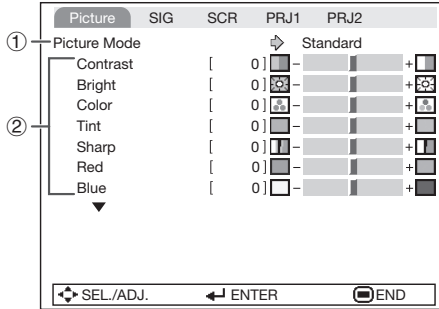 Picture SIG SCR PRJ1 PRJ2
① Picture Mode ⇨ Standard
② Contrast [ 0 ] - +
Bright [ 0 ] - +
Color [ 0 ] - +
Tint [ 0 ] - +
Sharp [ 0 ] - +
Red [ 0 ] - +
Blue [ 0 ] - +
▼
SEL./ADJ. ENTER END